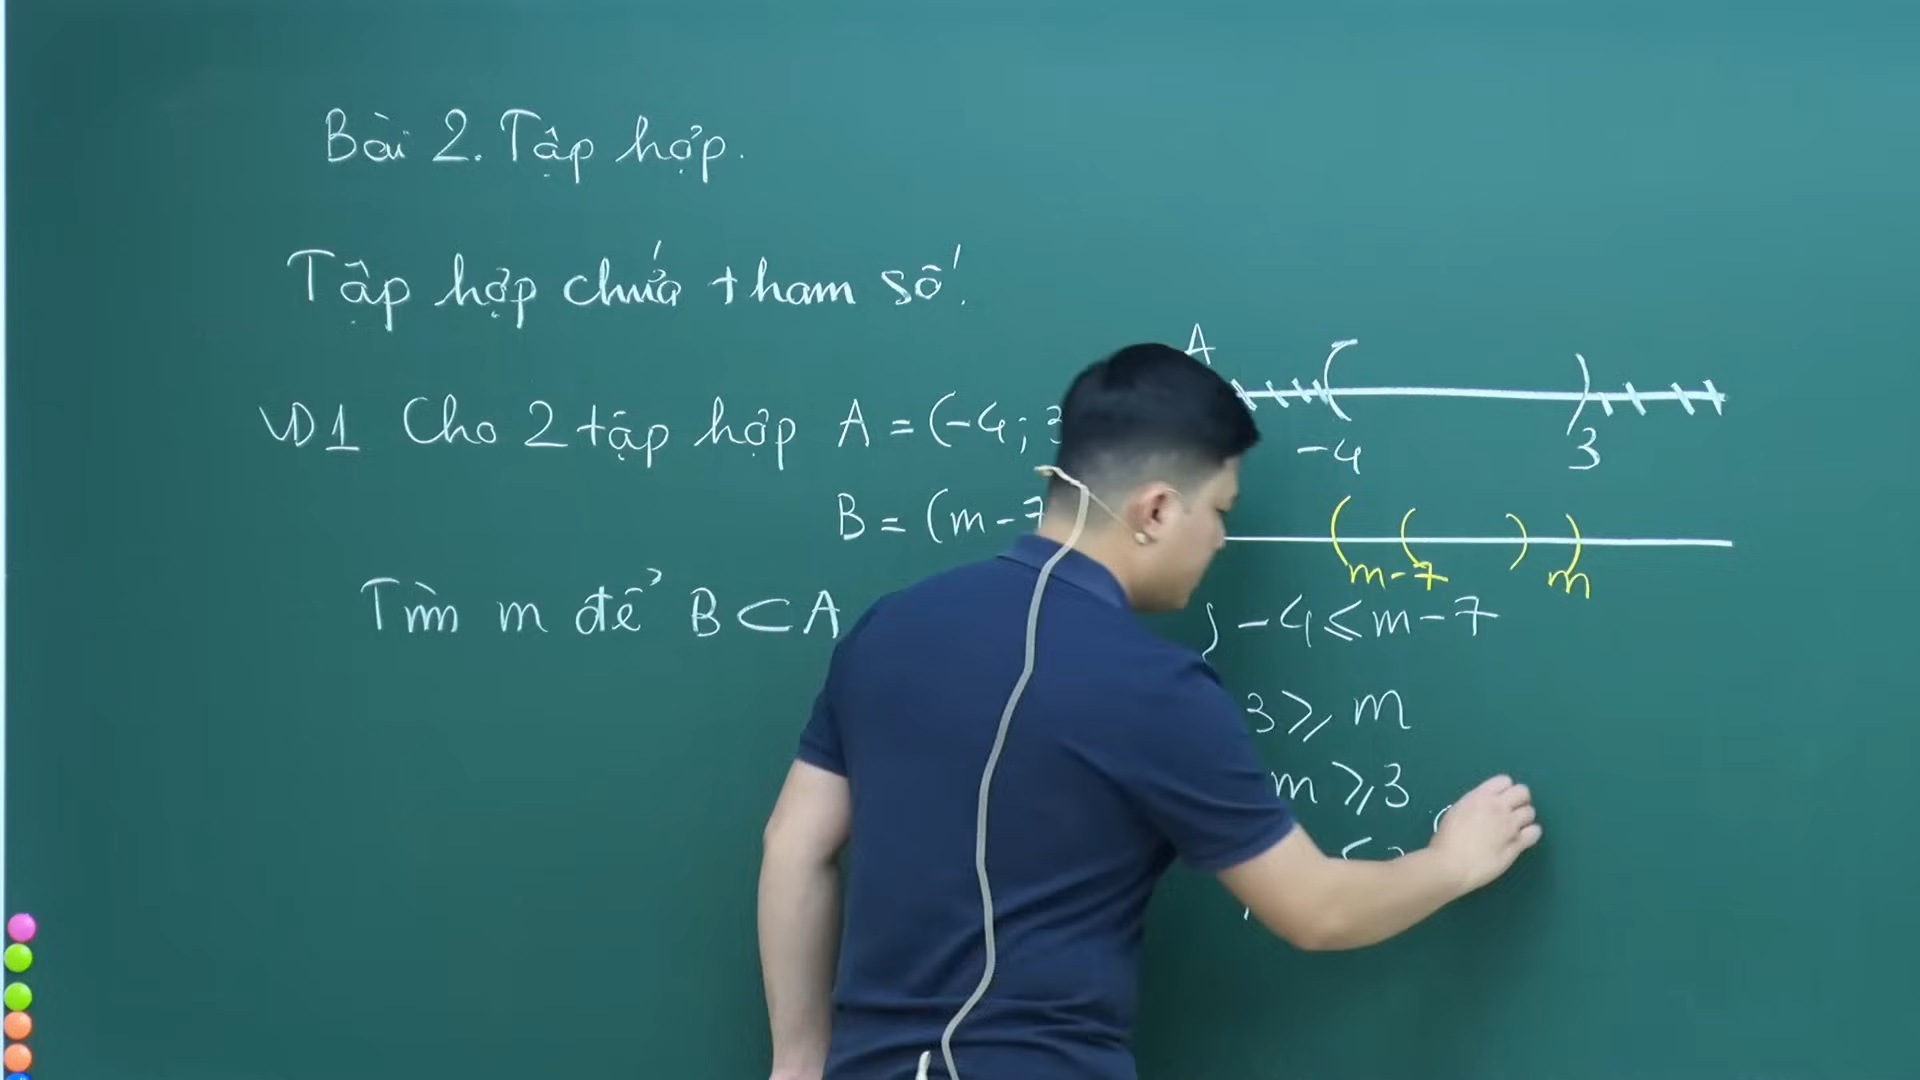 Bài 2. Tập hợp.
Tập hợp chứa tham số.
VD1 Cho 2 tập hợp A = (-4; 3
B = (m-7
Tìm m để B⊂A
A
-4 3
m-7 m
{ -4 ≤ m-7
3 ≥ m
m ≥ 3
≤